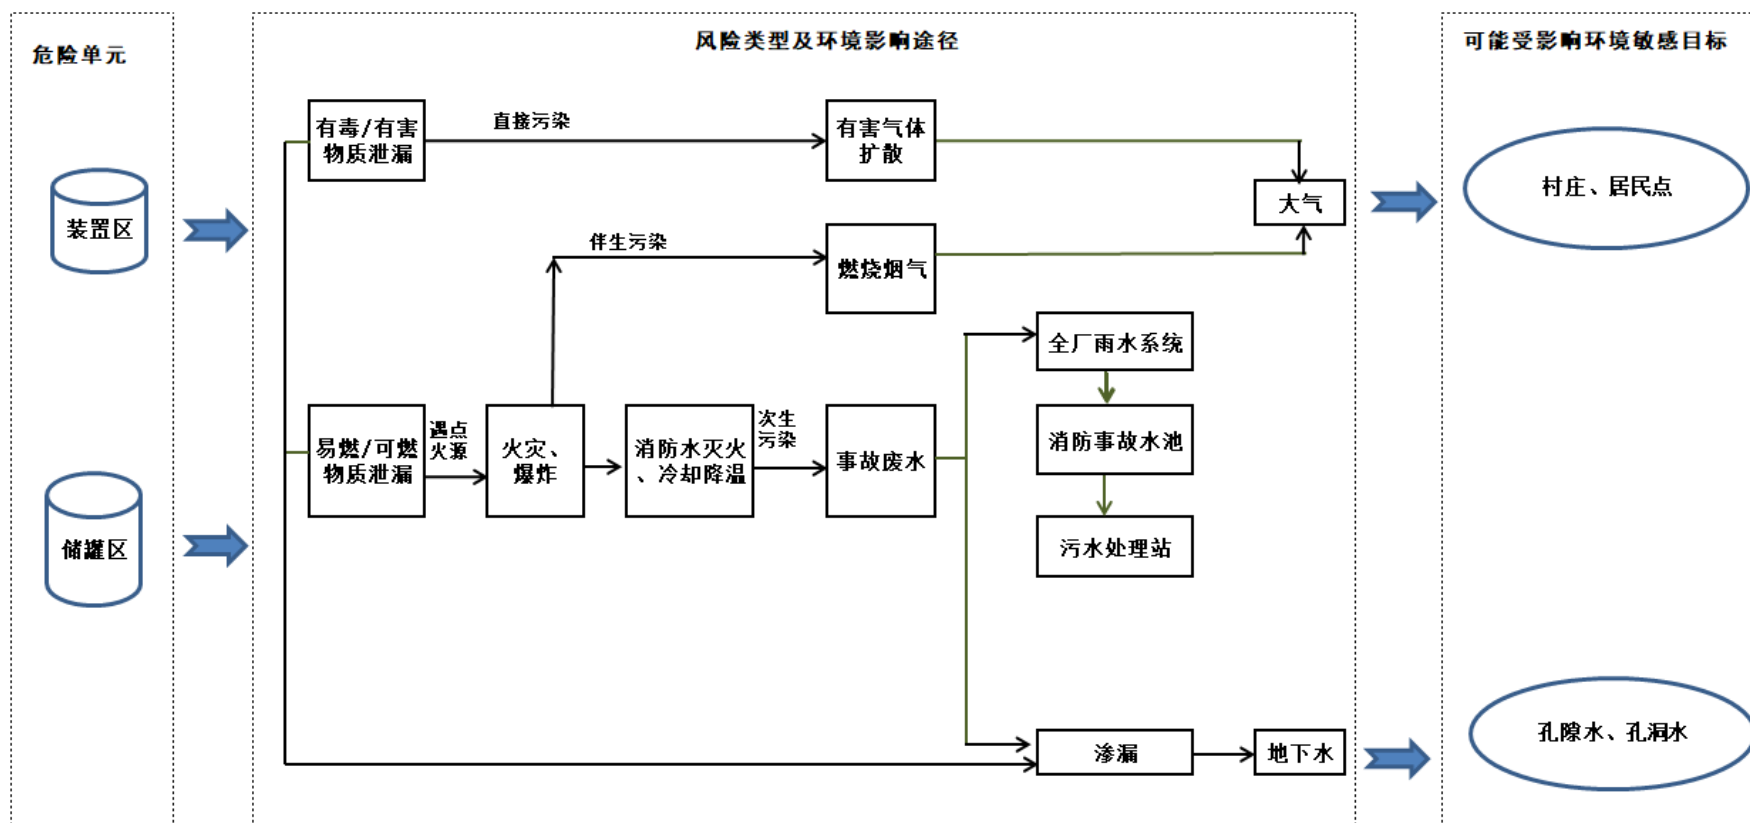 危险单元
风险类型及环境影响途径
可能受影响环境敏感目标
有毒/有害
物质泄漏
直接污染
有害气体
扩散
大气
村庄、居民点
装置区
伴生污染
燃烧烟气
全厂雨水系统
易燃/可燃
物质泄漏
遇点
火源
火灾、
爆炸
消防水灭火
、冷却降温
次生
污染
事故废水
消防事故水池
储罐区
污水处理站
渗漏
地下水
孔隙水、孔洞水